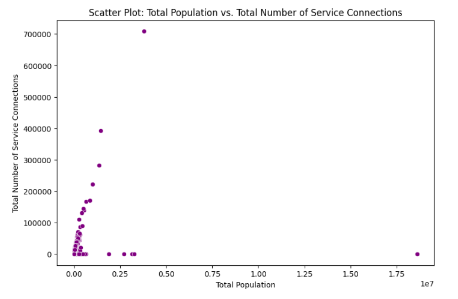 Scatter Plot: Total Population vs. Total Number of Service Connections
700000
600000
500000
400000
300000
200000
100000
0
Total Number of Service Connections
0.00 0.25 0.50 0.75 1.00 1.25 1.50 1.75
1e7
Total Population